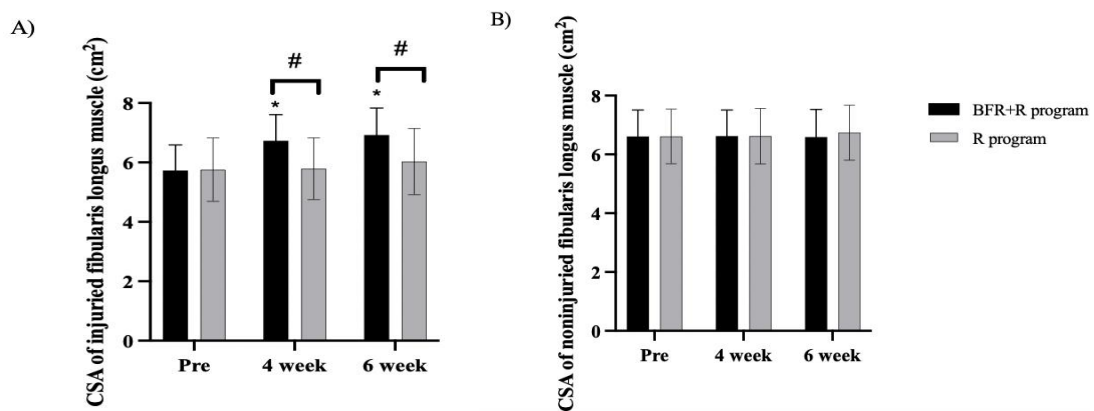 A)
CSA of injuried fibularis longus muscle (cm²)
8
6
4
2
0
#
#
*
*
Pre
4 week
6 week
B)
CSA of noninjuried fibularis longus muscle (cm²)
8
6
4
2
0
Pre
4 week
6 week
BFR+R program
R program